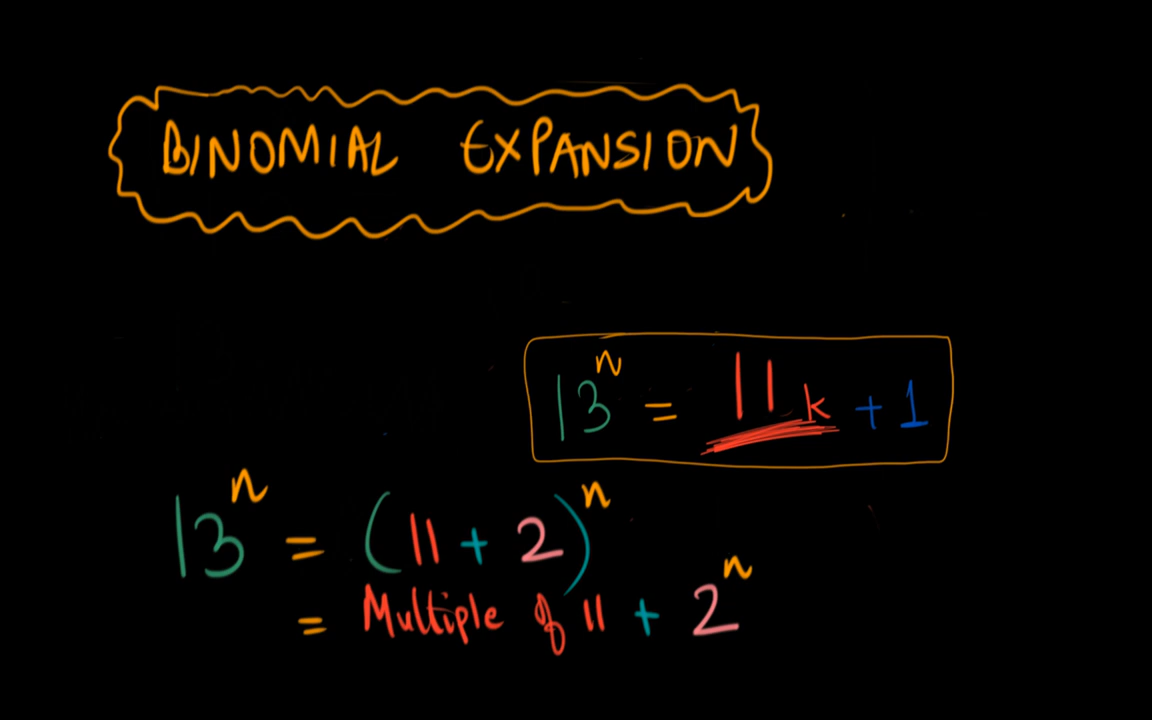 BINOMIAL EXPANSION
13^n = 11k + 1
13^n = (11 + 2)^n
= Multiple of 11 + 2^n